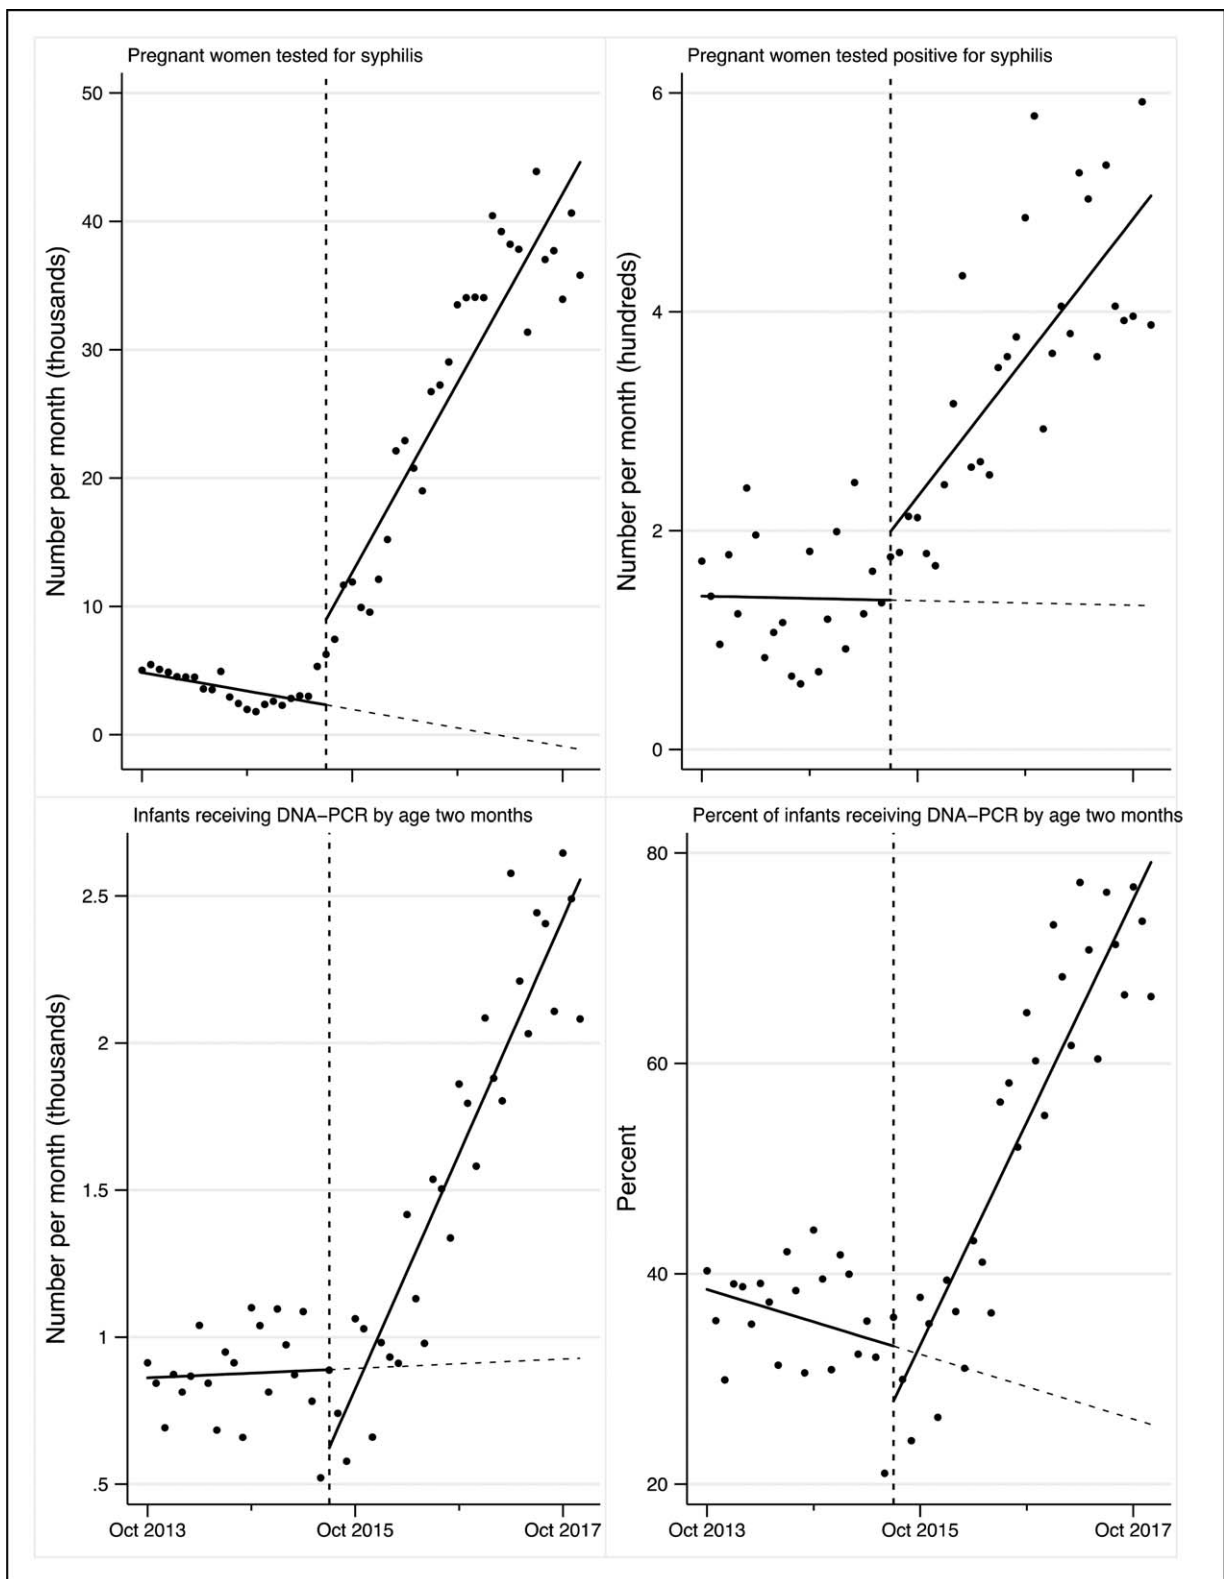 Pregnant women tested for syphilis
Number per month (thousands)
50
40
30
20
10
0
Pregnant women tested positive for syphilis
Number per month (hundreds)
6
4
2
0
Infants receiving DNA–PCR by age two months
Number per month (thousands)
2.5
2
1.5
1
.5
Oct 2013
Oct 2015
Oct 2017
Percent of infants receiving DNA–PCR by age two months
Percent
80
60
40
20
Oct 2013
Oct 2015
Oct 2017